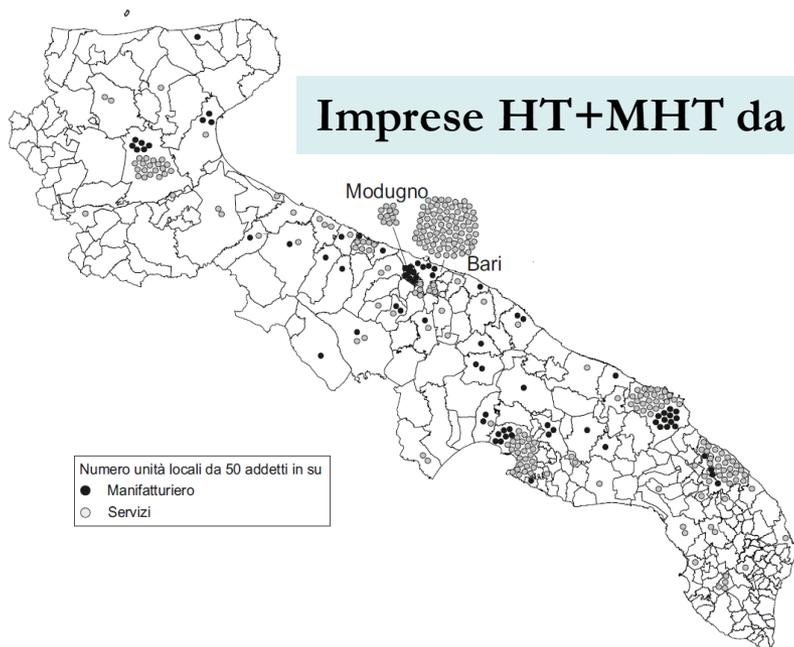 Imprese HT+MHT da
Modugno
Bari
Numero unità locali da 50 addetti in su
Manifatturiero
Servizi